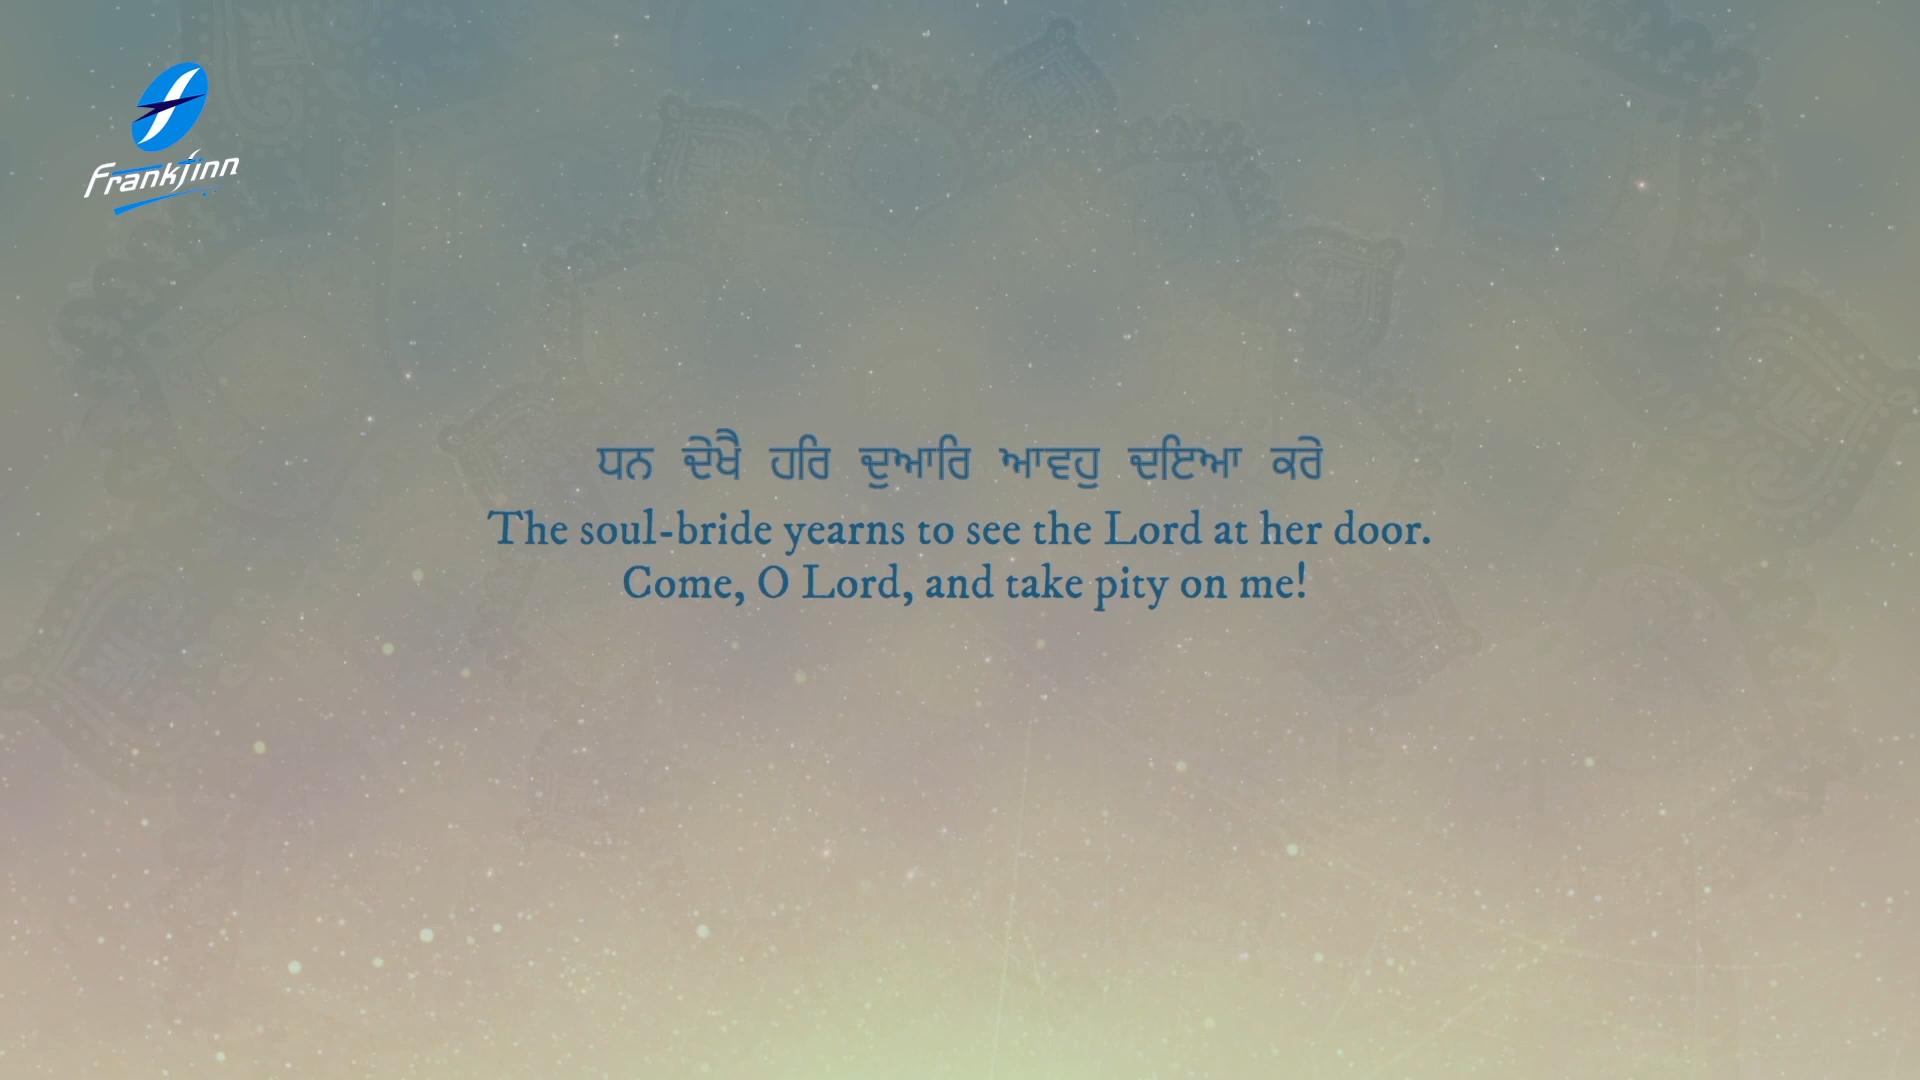 Frankfinn
ਧਨ ਦੇਖੈ ਹਰਿ ਦੁਆਰਿ ਆਵਹੁ ਦਇਆ ਕਰੇ
The soul-bride yearns to see the Lord at her door.
Come, O Lord, and take pity on me!